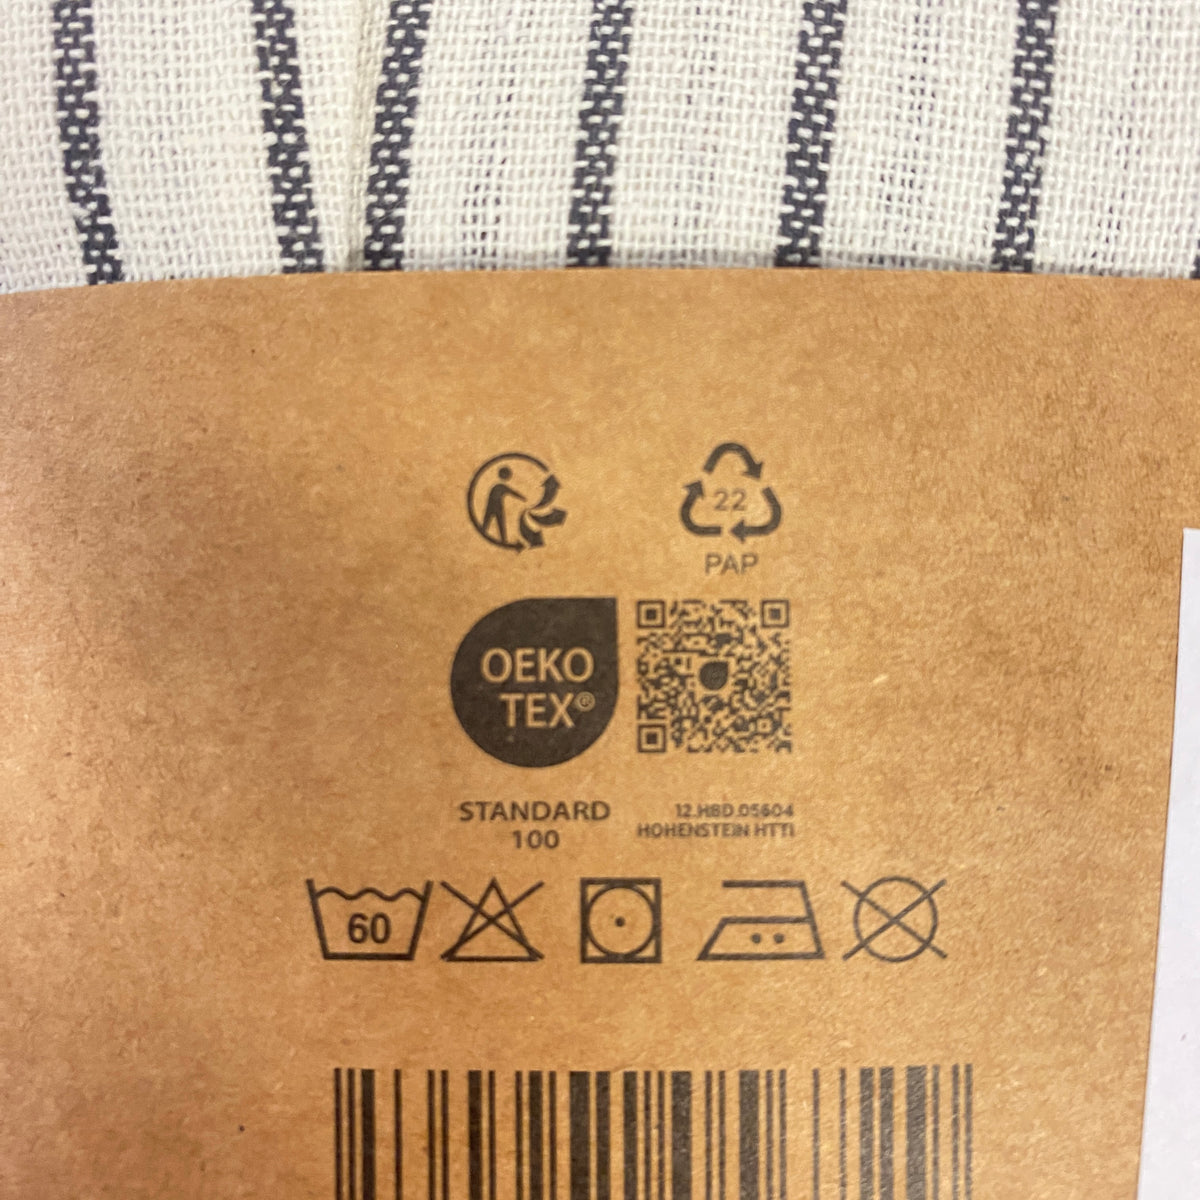 22
PAP
OEKO
TEX®
STANDARD
100
12.HBD.05604
HOHENSTEIN HTTI
60